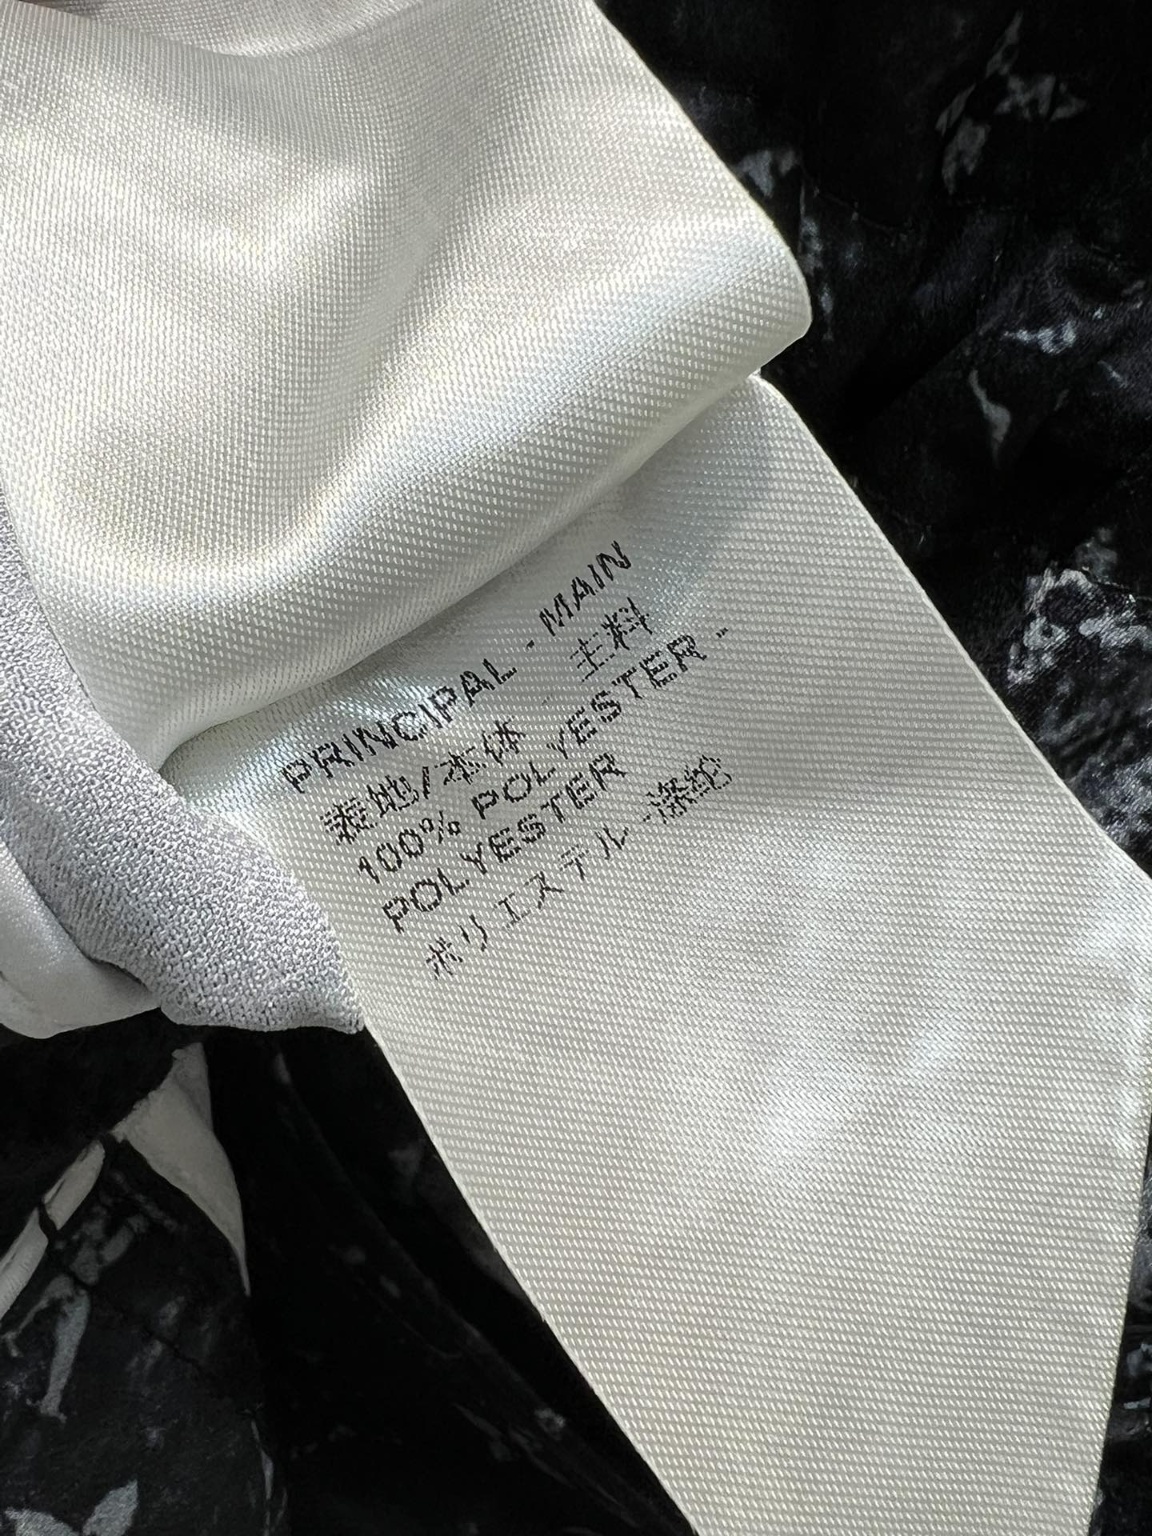 PRINCIPAL - MAIN
表地/本体 - 主料
100% POLYESTER -
POLYESTER
ポリエステル - 涤纶